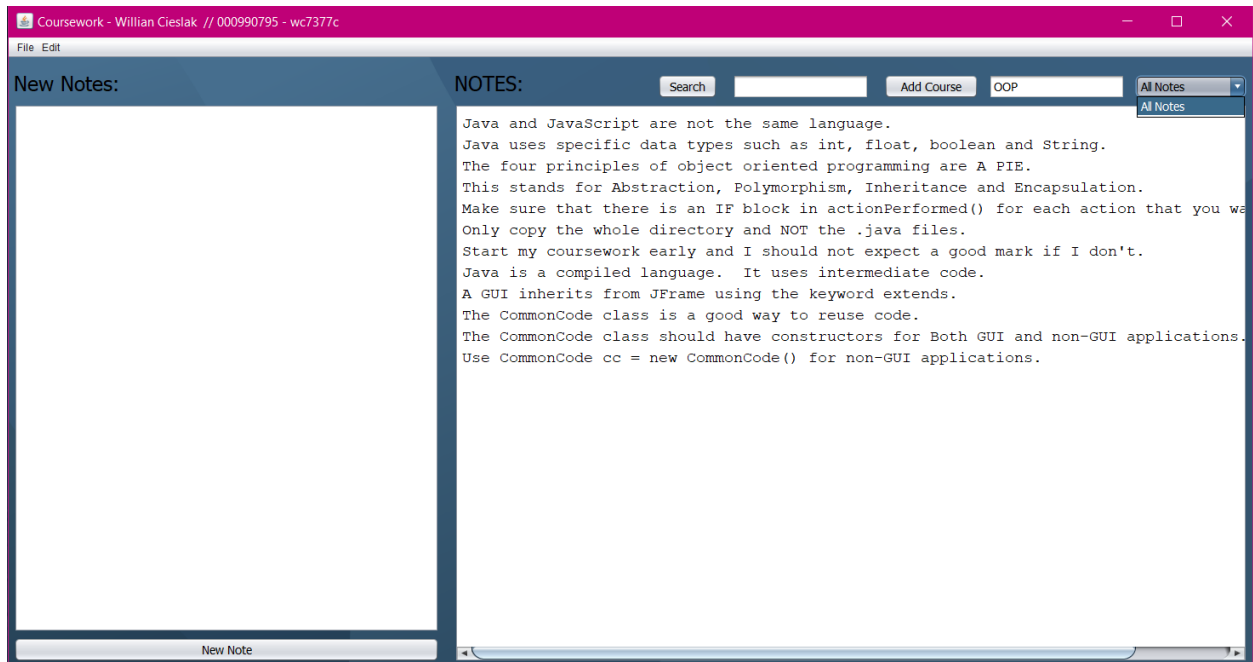 Coursework - Willian Cieslak // 000990795 - wc7377c
File Edit
New Notes:
NOTES:
Search
Add Course
OOP
All Notes
All Notes
Java and JavaScript are not the same language.
Java uses specific data types such as int, float, boolean and String.
The four principles of object oriented programming are A PIE.
This stands for Abstraction, Polymorphism, Inheritance and Encapsulation.
Make sure that there is an IF block in actionPerformed() for each action that you wa
Only copy the whole directory and NOT the .java files.
Start my coursework early and I should not expect a good mark if I don't.
Java is a compiled language.  It uses intermediate code.
A GUI inherits from JFrame using the keyword extends.
The CommonCode class is a good way to reuse code.
The CommonCode class should have constructors for Both GUI and non-GUI applications.
Use CommonCode cc = new CommonCode() for non-GUI applications.
New Note